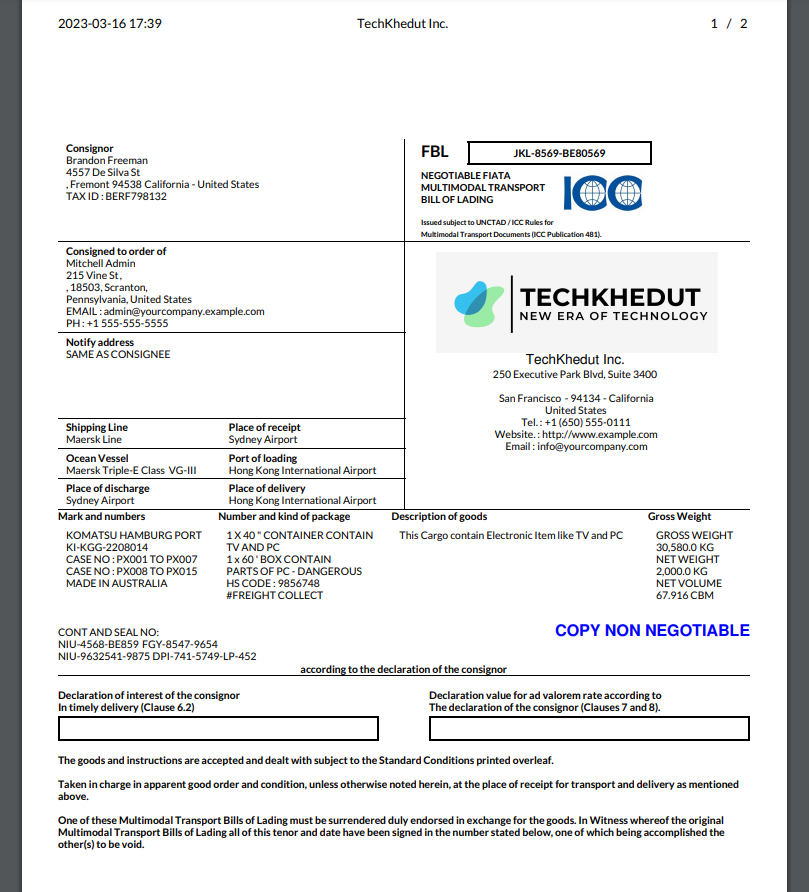 2023-03-16 17:39 TechKhedut Inc. 1 / 2
Consignor
Brandon Freeman
4557 De Silva St
, Fremont 94538 California - United States
TAX ID : BERF798132
FBL JKL-8569-BE80569
NEGOTIABLE FIATA
MULTIMODAL TRANSPORT
BILL OF LADING
ICC
Issued subject to UNCTAD / ICC Rules for
Multimodal Transport Documents (ICC Publication 481).
Consigned to order of
Mitchell Admin
215 Vine St ,
, 18503, Scranton,
Pennsylvania, United States
EMAIL : admin@yourcompany.example.com
PH : +1 555-555-5555
Notify address
SAME AS CONSIGNEE
TECHKHEDUT
NEW ERA OF TECHNOLOGY
TechKhedut Inc.
250 Executive Park Blvd, Suite 3400
San Francisco - 94134 - California
United States
Tel. : +1 (650) 555-0111
Website. : http://www.example.com
Email : info@yourcompany.com
Shipping Line Place of receipt
Maersk Line Sydney Airport
Ocean Vessel Port of loading
Maersk Triple-E Class VG-III Hong Kong International Airport
Place of discharge Place of delivery
Sydney Airport Hong Kong International Airport
Mark and numbers Number and kind of package Description of goods Gross Weight
KOMATSU HAMBURG PORT 1 X 40 " CONTAINER CONTAIN This Cargo contain Electronic Item like TV and PC GROSS WEIGHT
KI-KGG-2208014 TV AND PC 30,580.0 KG
CASE NO : PX001 TO PX007 1 x 60 ' BOX CONTAIN NET WEIGHT
CASE NO : PX008 TO PX015 PARTS OF PC - DANGEROUS 2,000.0 KG
MADE IN AUSTRALIA HS CODE : 9856748 NET VOLUME
#FREIGHT COLLECT 67.916 CBM
COPY NON NEGOTIABLE
CONT AND SEAL NO:
NIU-4568-BE859 FGY-8547-9654
NIU-9632541-9875 DPI-741-5749-LP-452
according to the declaration of the consignor
Declaration of interest of the consignor
In timely delivery (Clause 6.2)
Declaration value for ad valorem rate according to
The declaration of the consignor (Clauses 7 and 8).
The goods and instructions are accepted and dealt with subject to the Standard Conditions printed overleaf.
Taken in charge in apparent good order and condition, unless otherwise noted herein, at the place of receipt for transport and delivery as mentioned
above.
One of these Multimodal Transport Bills of Lading must be surrendered duly endorsed in exchange for the goods. In Witness whereof the original
Multimodal Transport Bills of Lading all of this tenor and date have been signed in the number stated below, one of which being accomplished the
other(s) to be void.